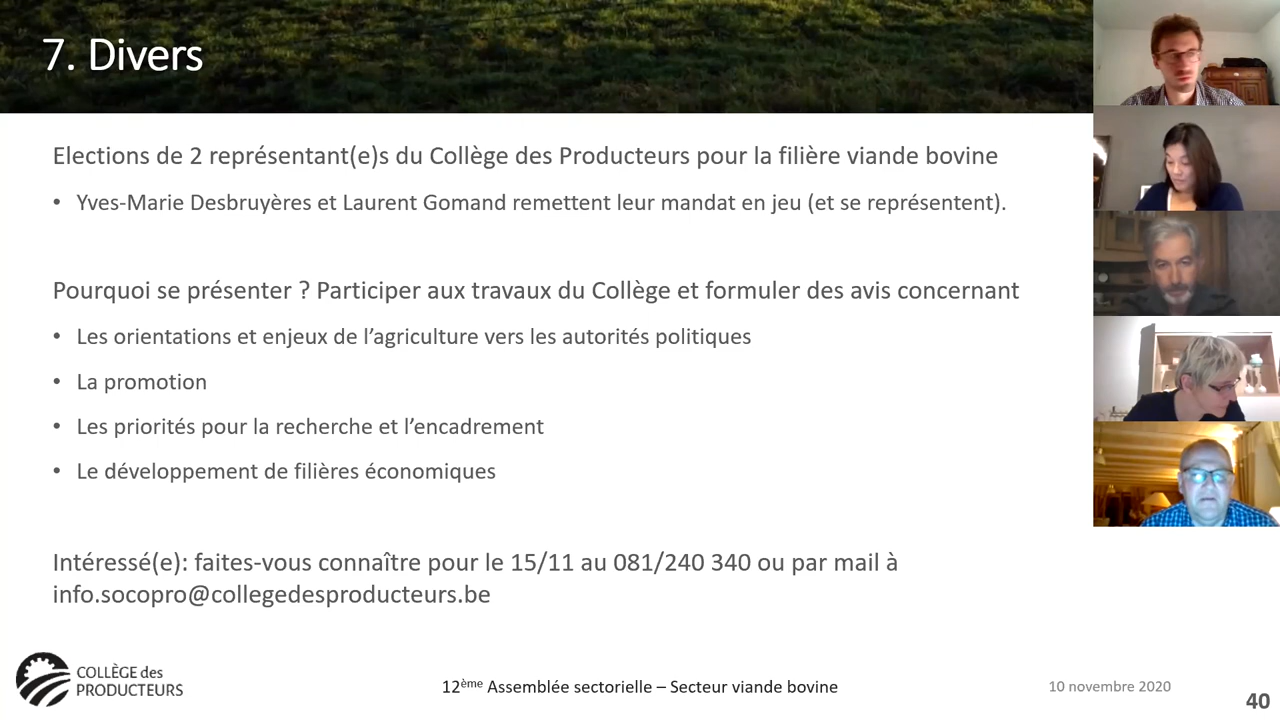 7. Divers
Elections de 2 représentant(e)s du Collège des Producteurs pour la filière viande bovine
• Yves-Marie Desbruyères et Laurent Gomand remettent leur mandat en jeu (et se représentent).
Pourquoi se présenter ? Participer aux travaux du Collège et formuler des avis concernant
• Les orientations et enjeux de l’agriculture vers les autorités politiques
• La promotion
• Les priorités pour la recherche et l’encadrement
• Le développement de filières économiques
Intéressé(e): faites-vous connaître pour le 15/11 au 081/240 340 ou par mail à
info.socopro@collegedesproducteurs.be
COLLÈGE des
PRODUCTEURS
12ème Assemblée sectorielle – Secteur viande bovine
10 novembre 2020
40